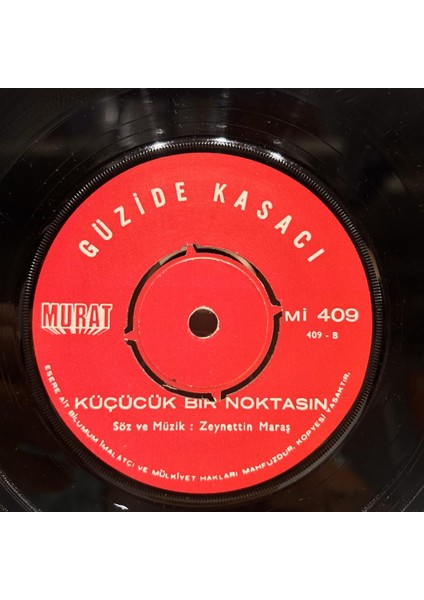 GÜZİDE KASACI
MURAT
Mİ 409
409 - B
KÜÇÜCÜK BİR NOKTASIN
Söz ve Müzik : Zeynettin Maraş
ESERE AİT BİLUMUM İMALATÇI VE MÜLKİYET HAKLARI MAHFUZDUR. KOPYESİ YASAKTIR.